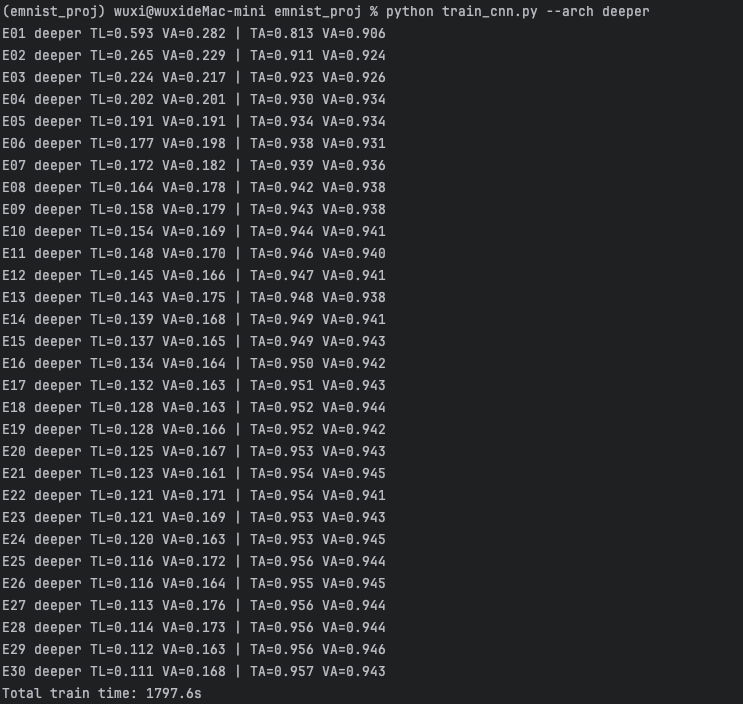 (emnist_proj) wuxi@wuxideMac-mini emnist_proj % python train_cnn.py --arch deeper
E01 deeper TL=0.593 VA=0.282 | TA=0.813 VA=0.906
E02 deeper TL=0.265 VA=0.229 | TA=0.911 VA=0.924
E03 deeper TL=0.224 VA=0.217 | TA=0.923 VA=0.926
E04 deeper TL=0.202 VA=0.201 | TA=0.930 VA=0.934
E05 deeper TL=0.191 VA=0.191 | TA=0.934 VA=0.934
E06 deeper TL=0.177 VA=0.198 | TA=0.938 VA=0.931
E07 deeper TL=0.172 VA=0.182 | TA=0.939 VA=0.936
E08 deeper TL=0.164 VA=0.178 | TA=0.942 VA=0.938
E09 deeper TL=0.158 VA=0.179 | TA=0.943 VA=0.938
E10 deeper TL=0.154 VA=0.169 | TA=0.944 VA=0.941
E11 deeper TL=0.148 VA=0.170 | TA=0.946 VA=0.940
E12 deeper TL=0.145 VA=0.166 | TA=0.947 VA=0.941
E13 deeper TL=0.143 VA=0.175 | TA=0.948 VA=0.938
E14 deeper TL=0.139 VA=0.168 | TA=0.949 VA=0.941
E15 deeper TL=0.137 VA=0.165 | TA=0.949 VA=0.943
E16 deeper TL=0.134 VA=0.164 | TA=0.950 VA=0.942
E17 deeper TL=0.132 VA=0.163 | TA=0.951 VA=0.943
E18 deeper TL=0.128 VA=0.163 | TA=0.952 VA=0.944
E19 deeper TL=0.128 VA=0.166 | TA=0.952 VA=0.942
E20 deeper TL=0.125 VA=0.167 | TA=0.953 VA=0.943
E21 deeper TL=0.123 VA=0.161 | TA=0.954 VA=0.945
E22 deeper TL=0.121 VA=0.171 | TA=0.954 VA=0.941
E23 deeper TL=0.121 VA=0.169 | TA=0.953 VA=0.943
E24 deeper TL=0.120 VA=0.163 | TA=0.953 VA=0.945
E25 deeper TL=0.116 VA=0.172 | TA=0.956 VA=0.944
E26 deeper TL=0.116 VA=0.164 | TA=0.955 VA=0.945
E27 deeper TL=0.113 VA=0.176 | TA=0.956 VA=0.944
E28 deeper TL=0.114 VA=0.173 | TA=0.956 VA=0.944
E29 deeper TL=0.112 VA=0.163 | TA=0.956 VA=0.946
E30 deeper TL=0.111 VA=0.168 | TA=0.957 VA=0.943
Total train time: 1797.6s